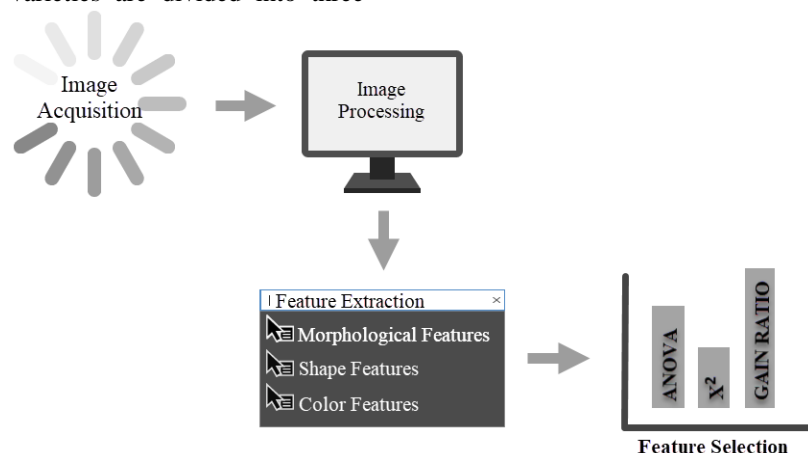 varieties are divided into three
Image
Acquisition
Image
Processing
Feature Extraction ×
Morphological Features
Shape Features
Color Features
ANOVA
X²
GAIN RATIO
Feature Selection